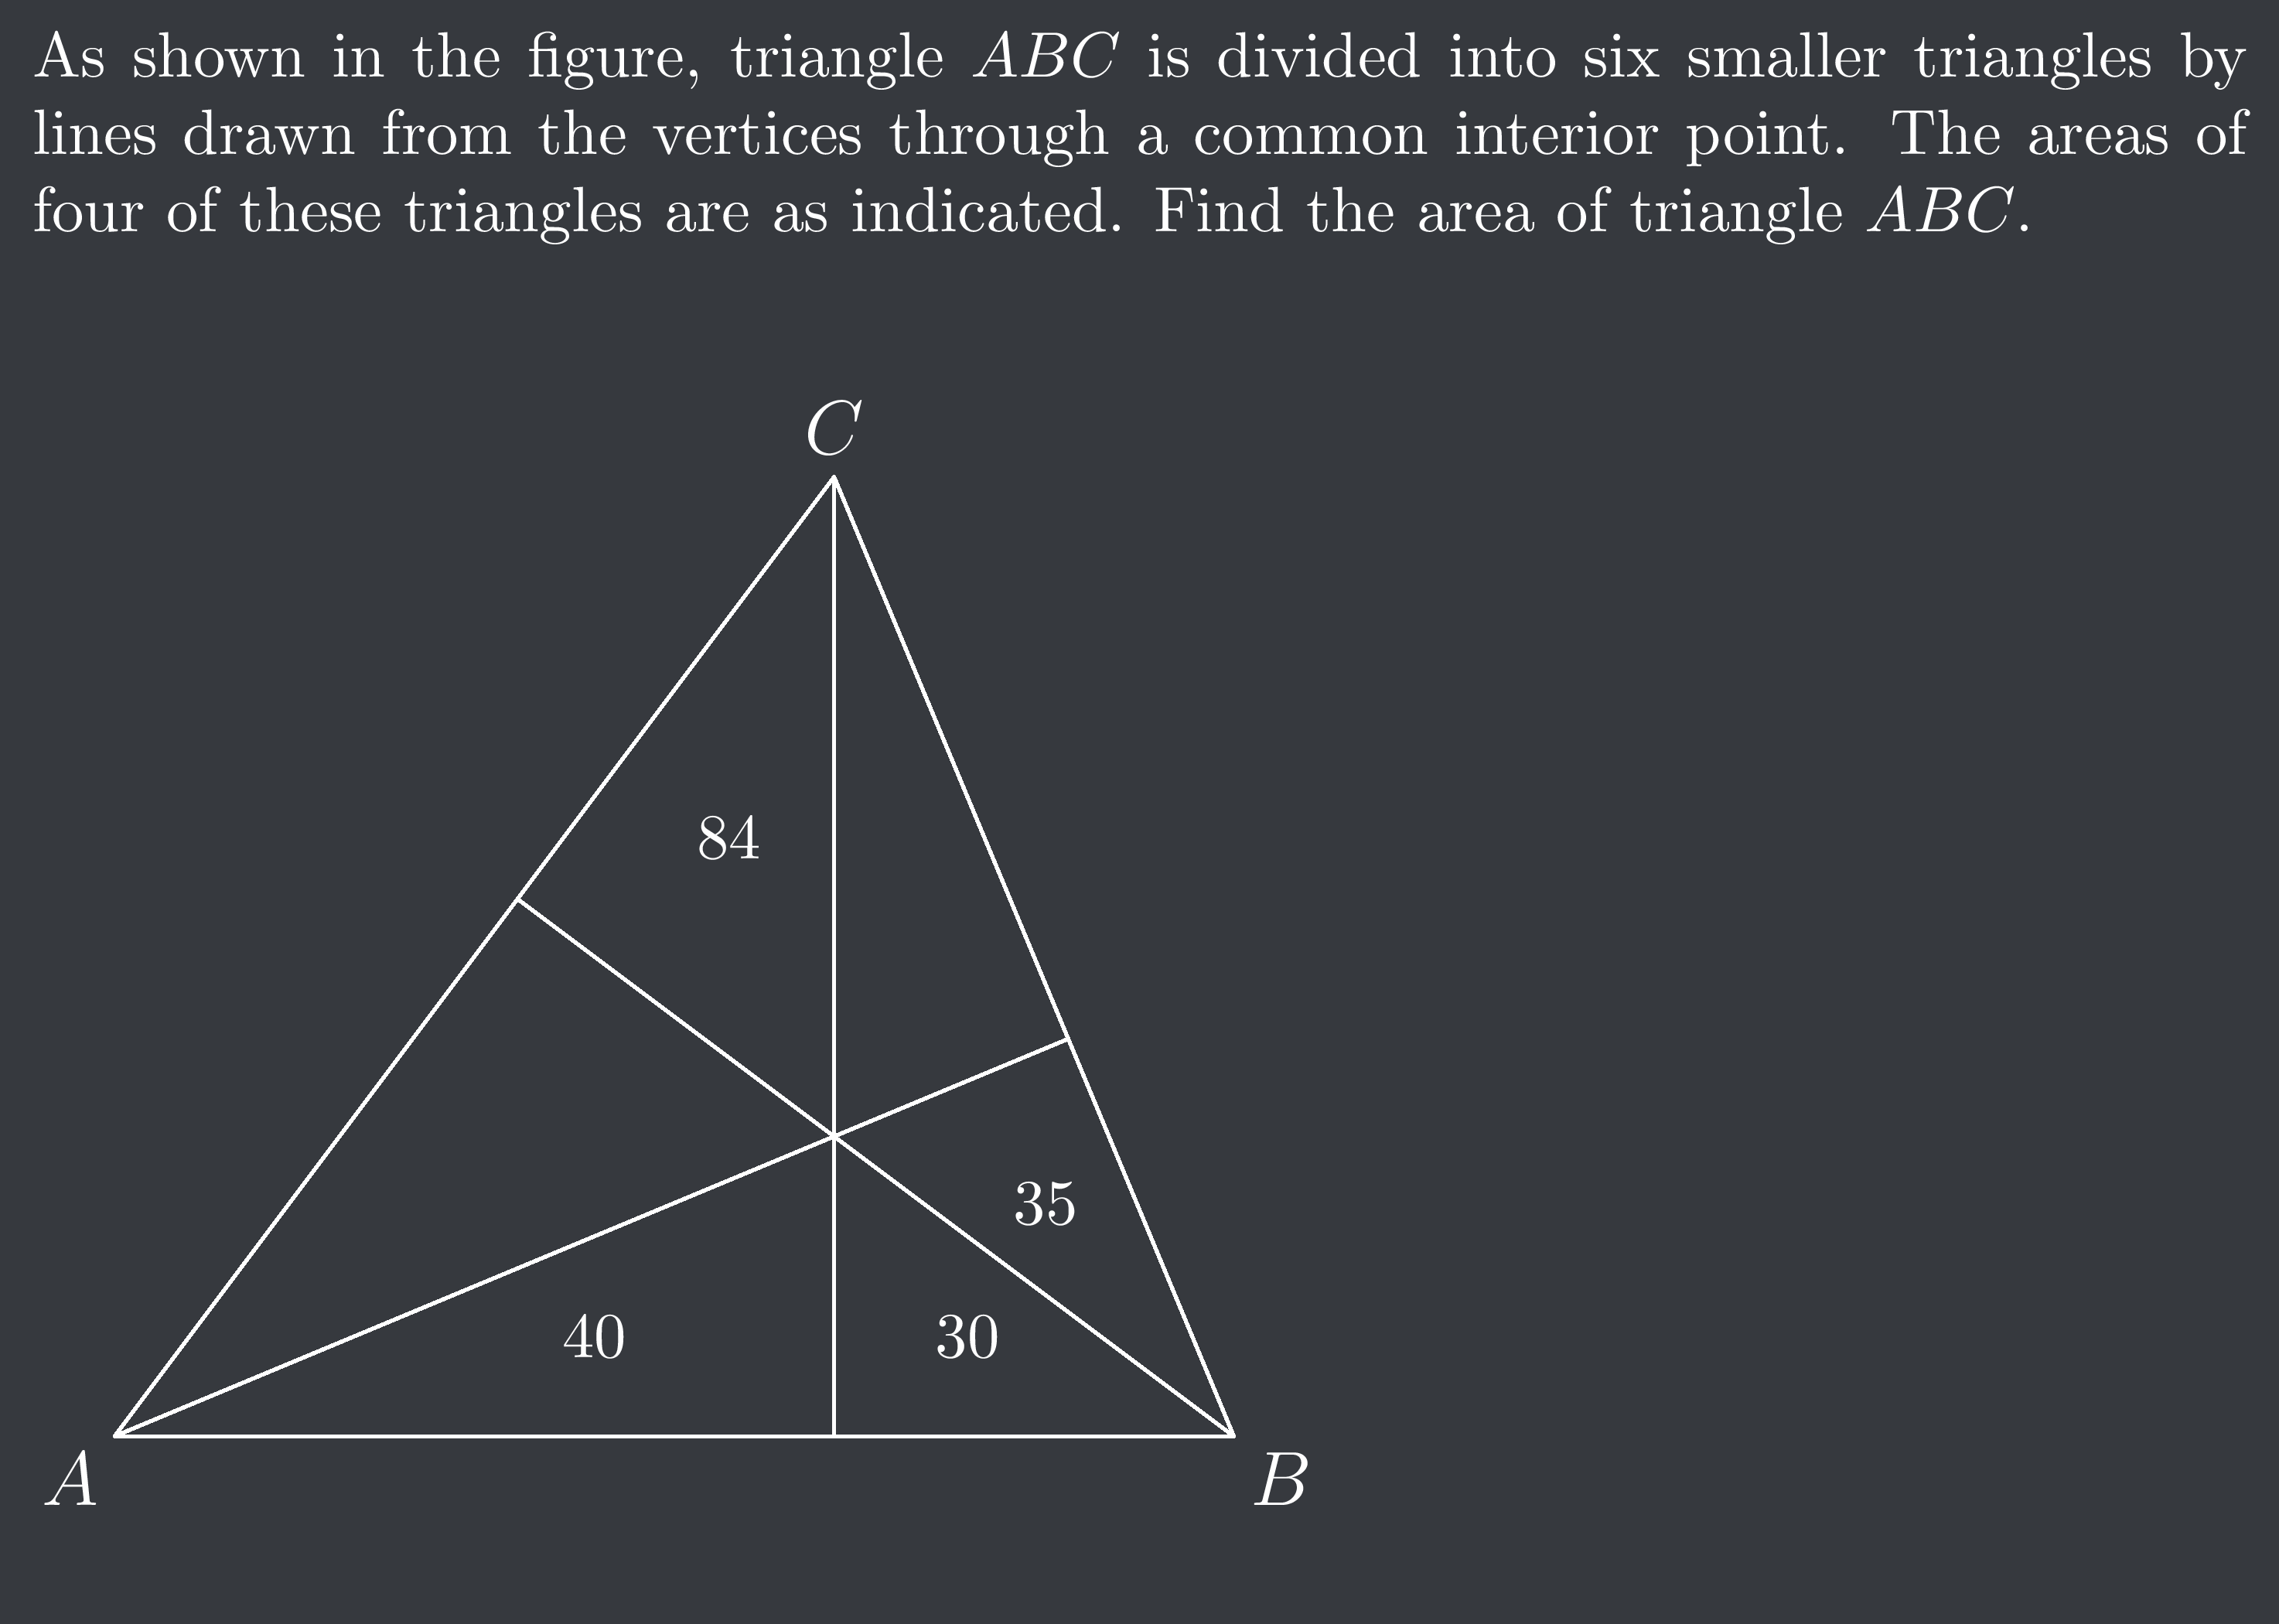 As shown in the figure, triangle ABC is divided into six smaller triangles by
lines drawn from the vertices through a common interior point. The areas of
four of these triangles are as indicated. Find the area of triangle ABC.
C
84
35
40
30
A
B